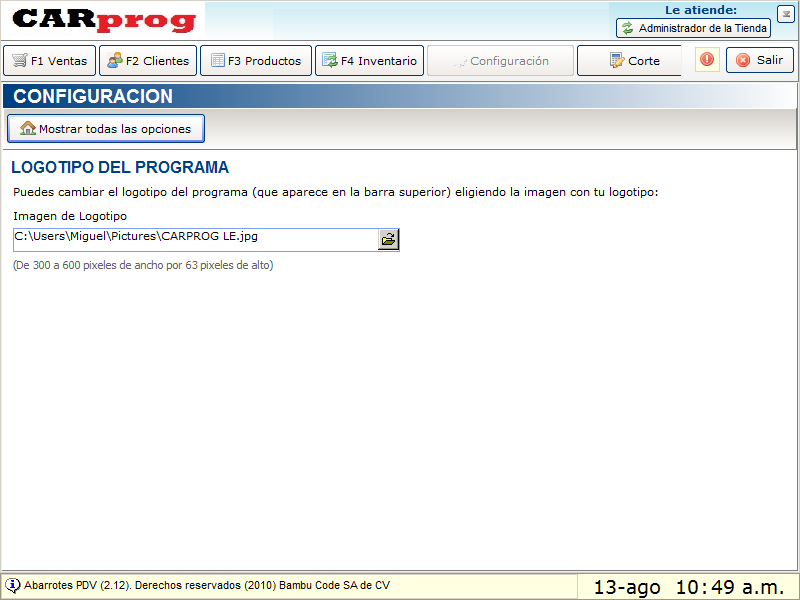 CARprog
Le atiende:
Administrador de la Tienda
F1 Ventas
F2 Clientes
F3 Productos
F4 Inventario
Configuración
Corte
Salir
CONFIGURACION
Mostrar todas las opciones
LOGOTIPO DEL PROGRAMA
Puedes cambiar el logotipo del programa (que aparece en la barra superior) eligiendo la imagen con tu logotipo:
Imagen de Logotipo
C:\Users\Miguel\Pictures\CARPROG LE.jpg
(De 300 a 600 pixeles de ancho por 63 pixeles de alto)
Abarrotes PDV (2.12). Derechos reservados (2010) Bambu Code SA de CV
13-ago 10:49 a.m.